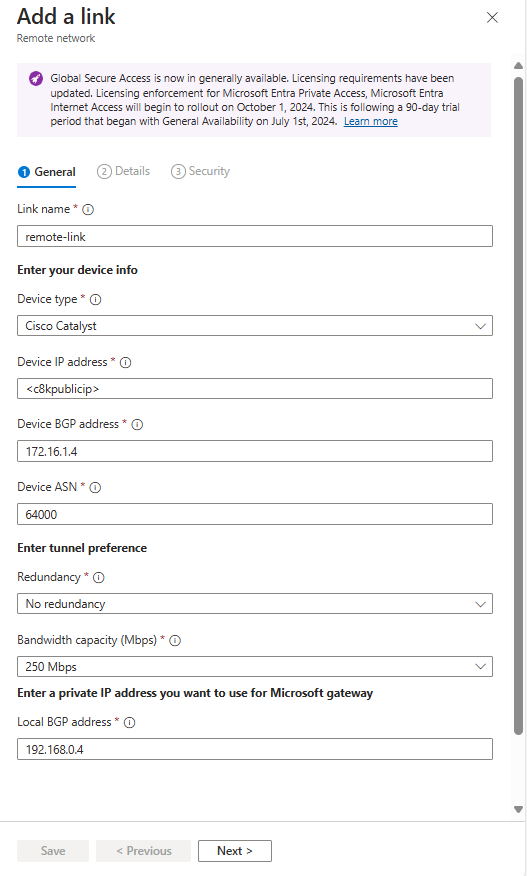 Add a link
Remote network
Global Secure Access is now in generally available. Licensing requirements have been
updated. Licensing enforcement for Microsoft Entra Private Access, Microsoft Entra
Internet Access will begin to rollout on October 1, 2024. This is following a 90-day trial
period that began with General Availability on July 1st, 2024. Learn more
1 General 2 Details 3 Security
Link name *
remote-link
Enter your device info
Device type *
Cisco Catalyst
Device IP address *
<c8kpublicip>
Device BGP address *
172.16.1.4
Device ASN *
64000
Enter tunnel preference
Redundancy *
No redundancy
Bandwidth capacity (Mbps) *
250 Mbps
Enter a private IP address you want to use for Microsoft gateway
Local BGP address *
192.168.0.4
Save < Previous Next >